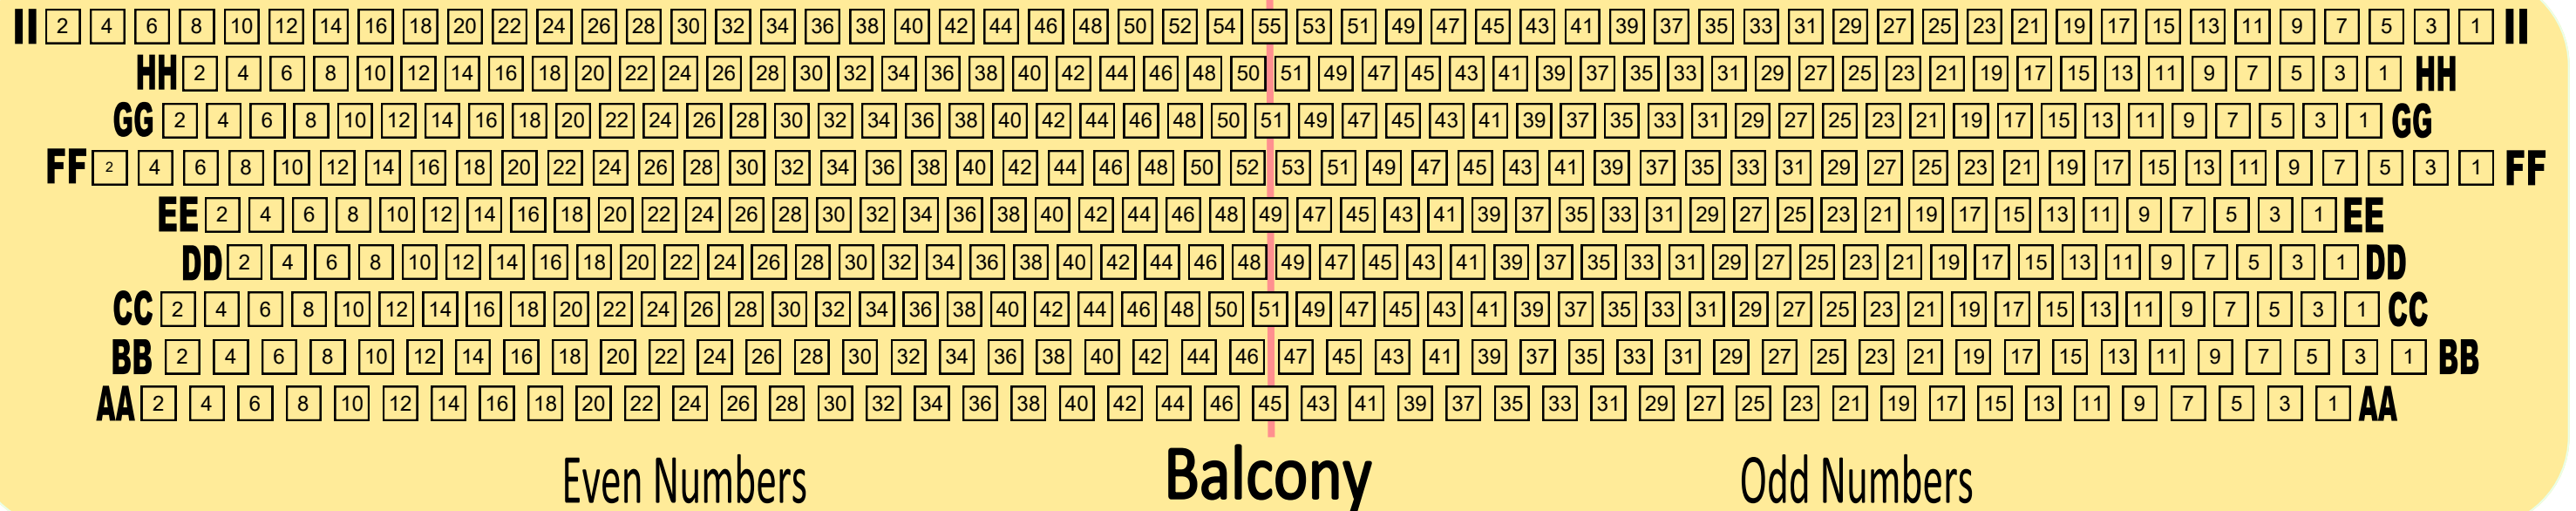 II 2 4 6 8 10 12 14 16 18 20 22 24 26 28 30 32 34 36 38 40 42 44 46 48 50 52 54 55 53 51 49 47 45 43 41 39 37 35 33 31 29 27 25 23 21 19 17 15 13 11 9 7 5 3 1 II
HH 2 4 6 8 10 12 14 16 18 20 22 24 26 28 30 32 34 36 38 40 42 44 46 48 50 51 49 47 45 43 41 39 37 35 33 31 29 27 25 23 21 19 17 15 13 11 9 7 5 3 1 HH
GG 2 4 6 8 10 12 14 16 18 20 22 24 26 28 30 32 34 36 38 40 42 44 46 48 50 51 49 47 45 43 41 39 37 35 33 31 29 27 25 23 21 19 17 15 13 11 9 7 5 3 1 GG
FF 2 4 6 8 10 12 14 16 18 20 22 24 26 28 30 32 34 36 38 40 42 44 46 48 50 52 53 51 49 47 45 43 41 39 37 35 33 31 29 27 25 23 21 19 17 15 13 11 9 7 5 3 1 FF
EE 2 4 6 8 10 12 14 16 18 20 22 24 26 28 30 32 34 36 38 40 42 44 46 48 49 47 45 43 41 39 37 35 33 31 29 27 25 23 21 19 17 15 13 11 9 7 5 3 1 EE
DD 2 4 6 8 10 12 14 16 18 20 22 24 26 28 30 32 34 36 38 40 42 44 46 48 49 47 45 43 41 39 37 35 33 31 29 27 25 23 21 19 17 15 13 11 9 7 5 3 1 DD
CC 2 4 6 8 10 12 14 16 18 20 22 24 26 28 30 32 34 36 38 40 42 44 46 48 50 51 49 47 45 43 41 39 37 35 33 31 29 27 25 23 21 19 17 15 13 11 9 7 5 3 1 CC
BB 2 4 6 8 10 12 14 16 18 20 22 24 26 28 30 32 34 36 38 40 42 44 46 47 45 43 41 39 37 35 33 31 29 27 25 23 21 19 17 15 13 11 9 7 5 3 1 BB
AA 2 4 6 8 10 12 14 16 18 20 22 24 26 28 30 32 34 36 38 40 42 44 46 45 43 41 39 37 35 33 31 29 27 25 23 21 19 17 15 13 11 9 7 5 3 1 AA
Even Numbers Balcony Odd Numbers